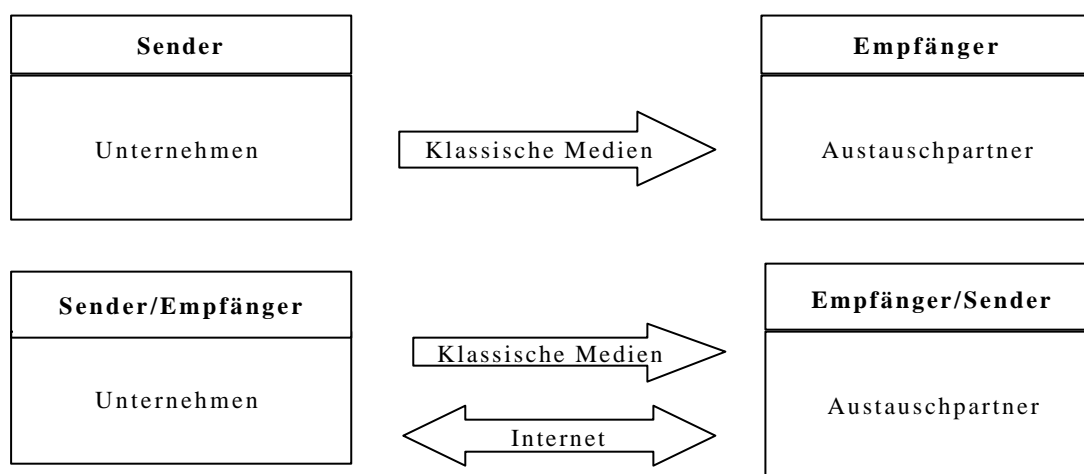 Sender
Empfänger
Unternehmen
Klassische Medien
Austauschpartner
Sender/Empfänger
Empfänger/Sender
Klassische Medien
Unternehmen
Austauschpartner
Internet